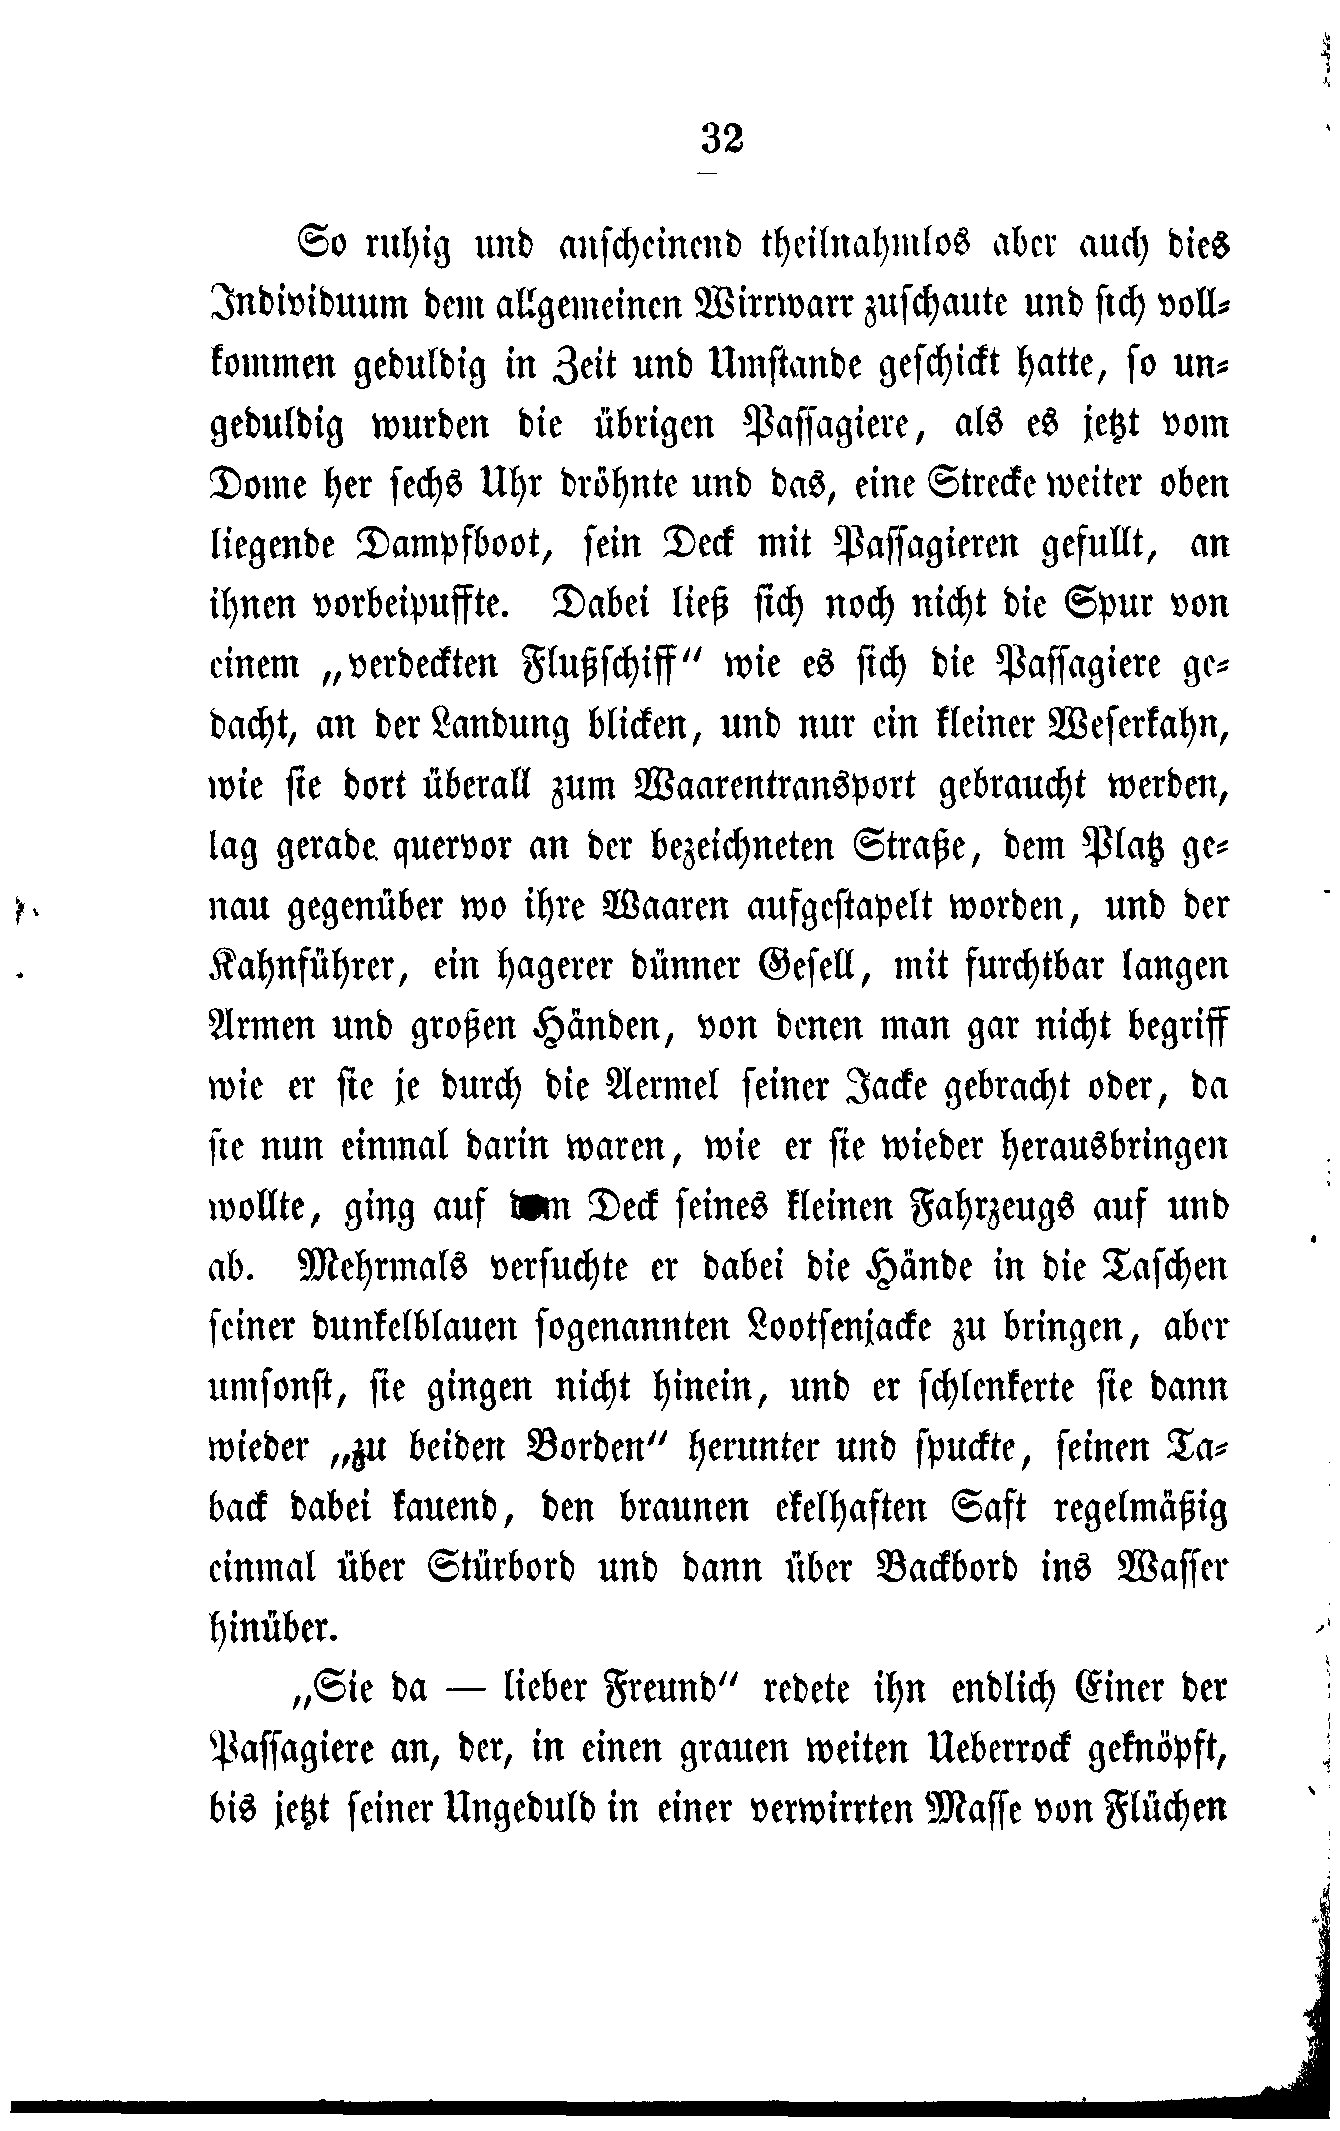 32
So ruhig und anscheinend theilnahmlos aber auch dies
Individuum dem allgemeinen Wirrwarr zuschaute und sich voll-
kommen geduldig in Zeit und Umstande geschickt hatte, so un-
geduldig wurden die übrigen Passagiere, als es jetzt vom
Dome her sechs Uhr dröhnte und das, eine Strecke weiter oben
liegende Dampfboot, sein Deck mit Passagieren gefullt, an
ihnen vorbeipuffte. Dabei ließ sich noch nicht die Spur von
einem „verdeckten Flußschiff“ wie es sich die Passagiere ge-
dacht, an der Landung blicken, und nur ein kleiner Weserkahn,
wie sie dort überall zum Waarentransport gebraucht werden,
lag gerade quervor an der bezeichneten Straße, dem Platz ge-
nau gegenüber wo ihre Waaren aufgestapelt worden, und der
Kahnführer, ein hagerer dünner Gesell, mit furchtbar langen
Armen und großen Händen, von denen man gar nicht begriff
wie er sie je durch die Aermel seiner Jacke gebracht oder, da
sie nun einmal darin waren, wie er sie wieder herausbringen
wollte, ging auf dem Deck seines kleinen Fahrzeugs auf und
ab. Mehrmals versuchte er dabei die Hände in die Taschen
seiner dunkelblauen sogenannten Lootsenjacke zu bringen, aber
umsonst, sie gingen nicht hinein, und er schlenkerte sie dann
wieder „zu beiden Borden“ herunter und spuckte, seinen Ta-
back dabei kauend, den braunen ekelhaften Saft regelmäßig
einmal über Stürbord und dann über Backbord ins Wasser
hinüber.
„Sie da — lieber Freund“ redete ihn endlich Einer der
Passagiere an, der, in einen grauen weiten Ueberrock geknöpft,
bis jetzt seiner Ungeduld in einer verwirrten Masse von Flüchen